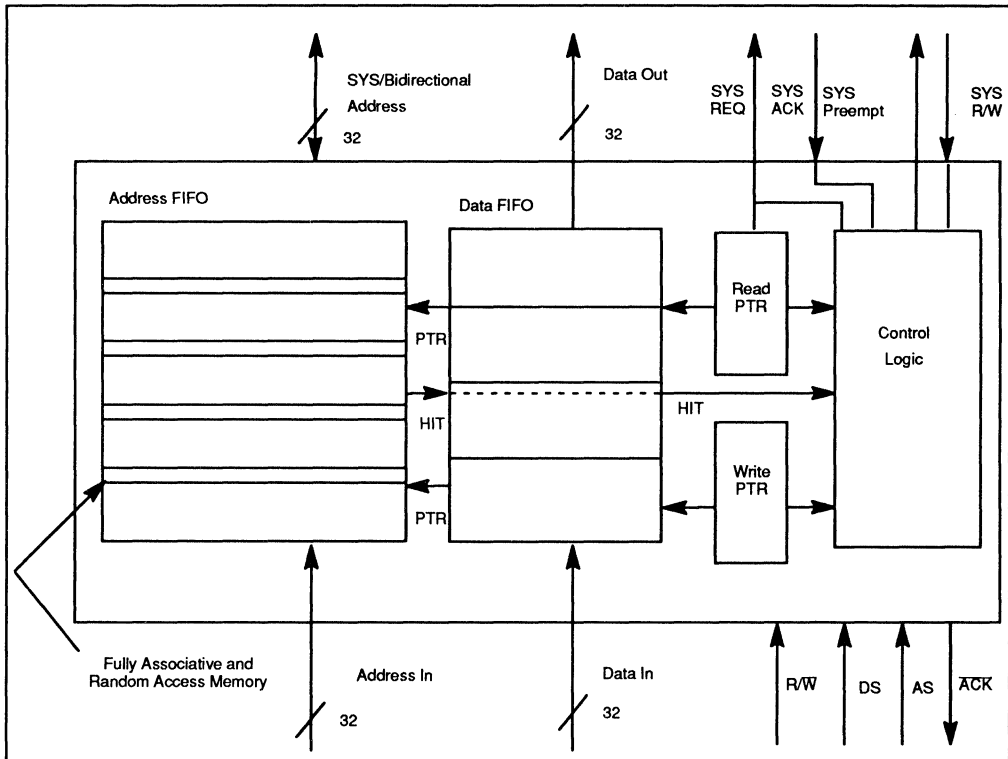 SYS/Bidirectional
Address
32
Data Out
32
SYS
REQ
SYS
ACK
SYS
Preempt
SYS
R/W
Address FIFO
Data FIFO
Read
PTR
Control
Logic
PTR
HIT
HIT
Write
PTR
PTR
Fully Associative and
Random Access Memory
Address In
32
Data In
32
R/W̅
DS
AS
A̅C̅K̅